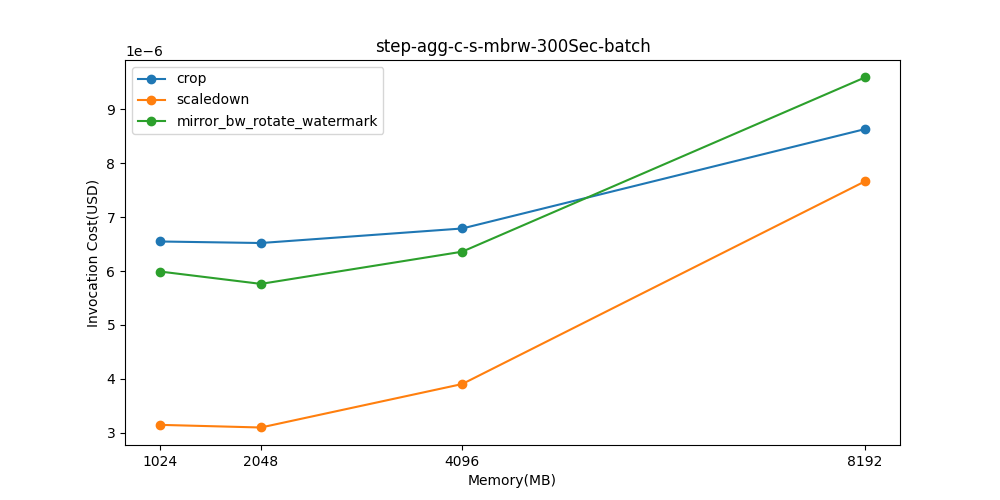 step-agg-c-s-mbrw-300Sec-batch
1e−6
crop
scaledown
mirror_bw_rotate_watermark
Invocation Cost(USD)
9
8
7
6
5
4
3
1024 2048 4096 8192
Memory(MB)